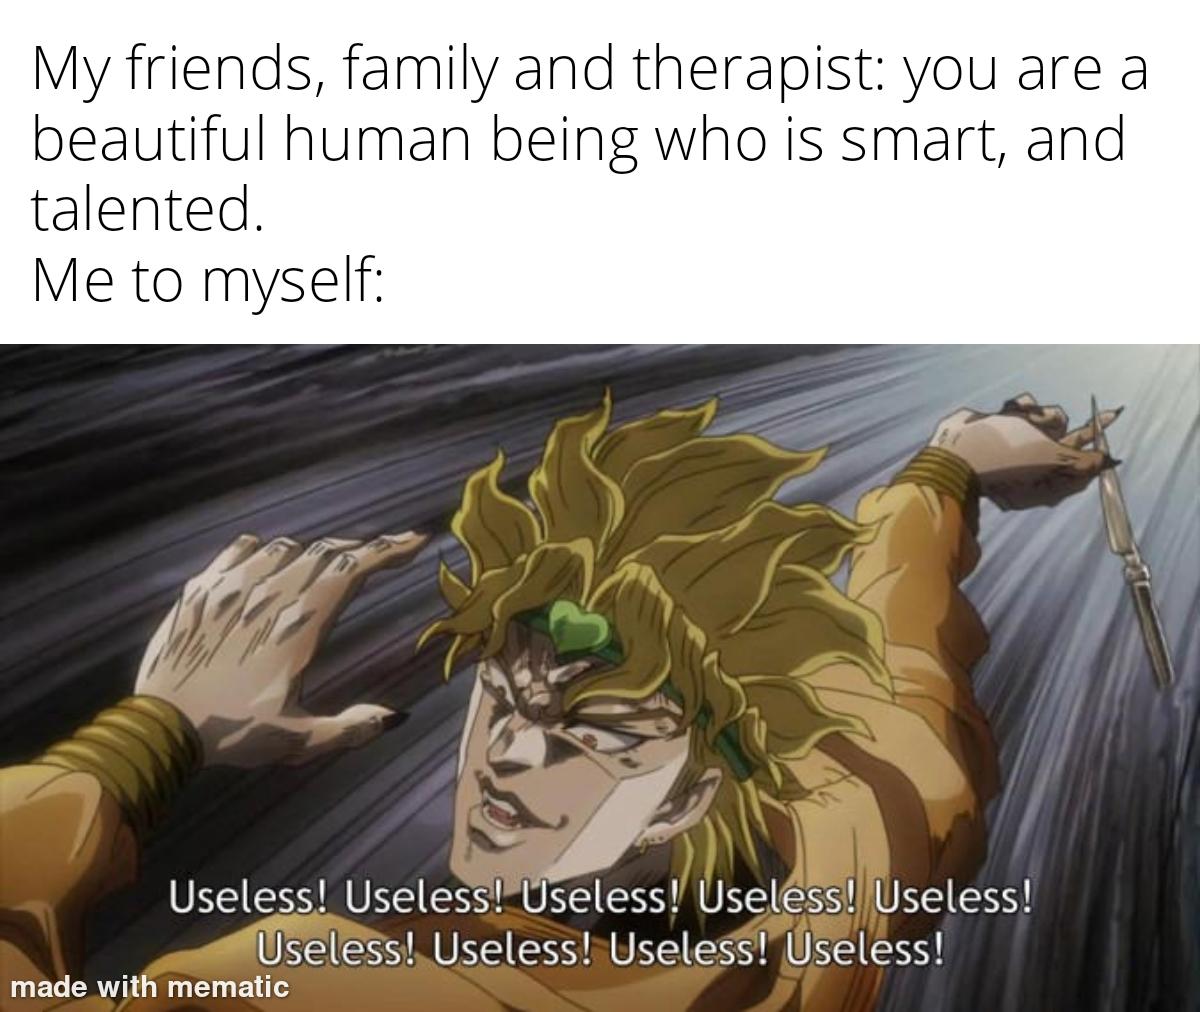 My friends, family and therapist: you are a
beautiful human being who is smart, and
talented.
Me to myself:
Useless! Useless! Useless! Useless! Useless!
Useless! Useless! Useless! Useless!
made with mematic